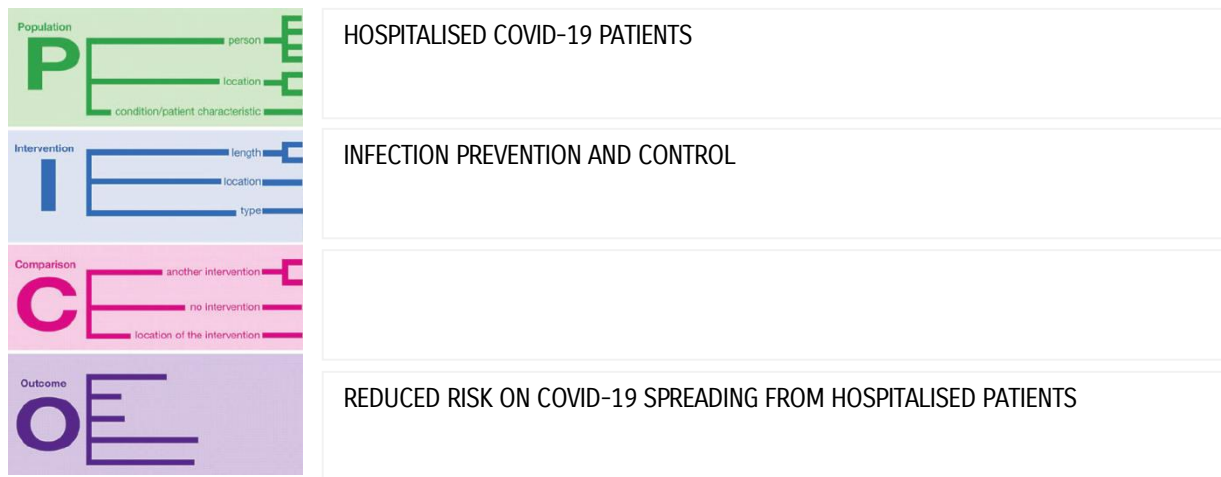 Population
P
person
location
condition/patient characteristic
HOSPITALISED COVID-19 PATIENTS
Intervention
I
length
location
type
INFECTION PREVENTION AND CONTROL
Comparison
C
another intervention
no intervention
location of the intervention
Outcome
O
REDUCED RISK ON COVID-19 SPREADING FROM HOSPITALISED PATIENTS